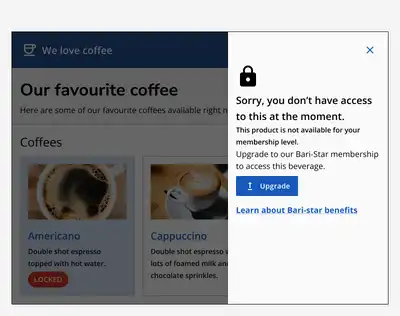 We love coffee
Our favourite coffee
Here are some of our favourite coffees available right n
Coffees
Americano
Double shot espresso
topped with hot water.
LOCKED
Cappuccino
Double shot espresso
lots of foamed milk an
chocolate sprinkles.
Sorry, you don’t have access
to this at the moment.
This product is not available for your
membership level.
Upgrade to our Bari-Star membership
to access this beverage.
Upgrade
Learn about Bari-star benefits